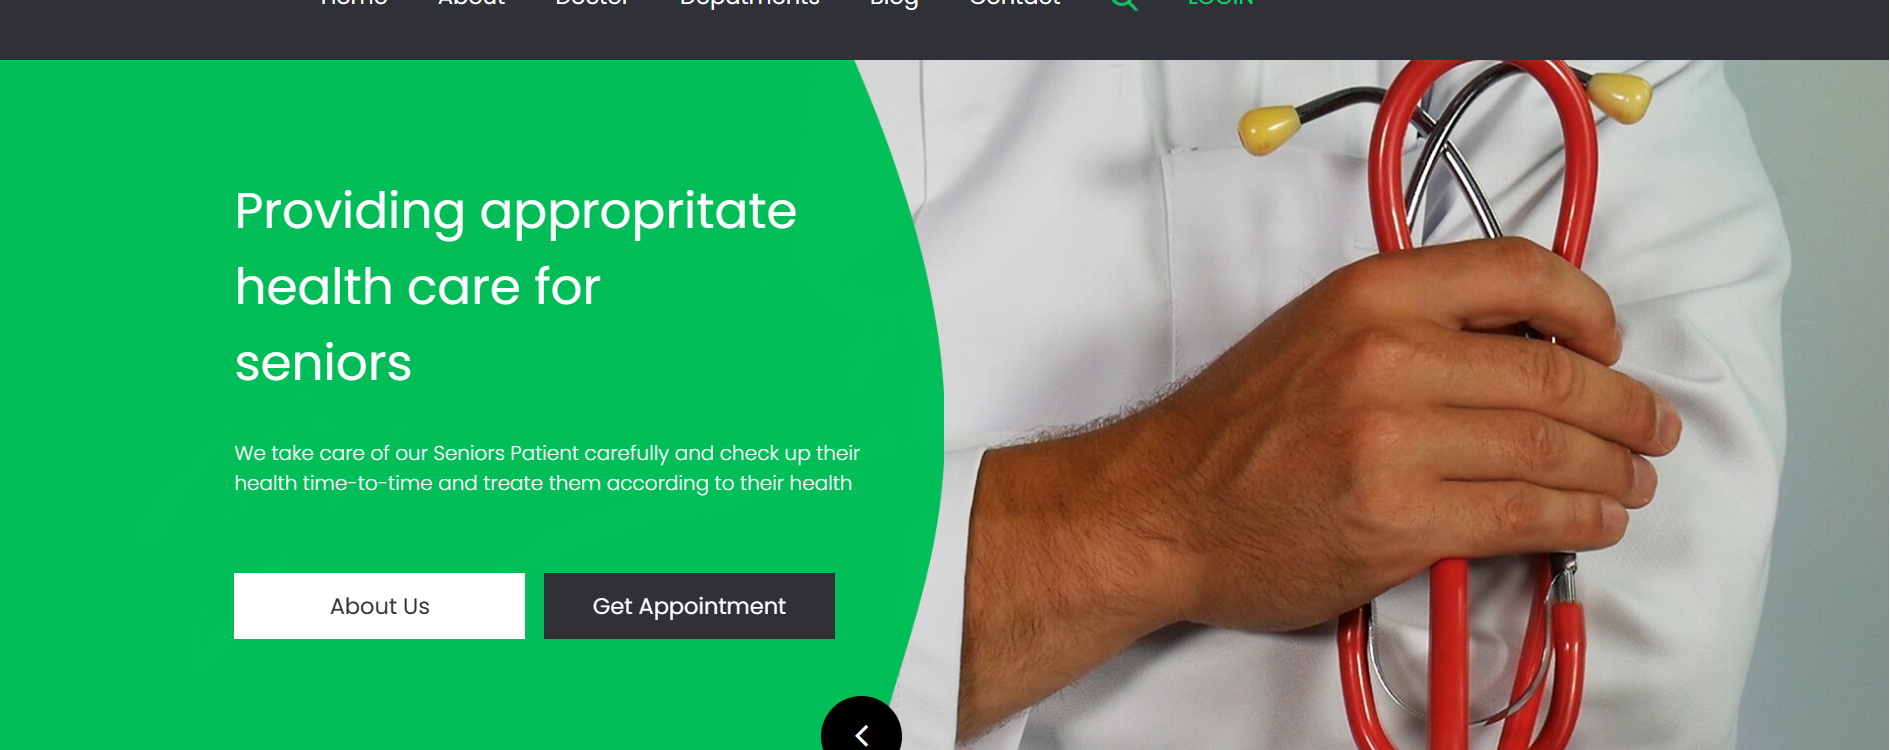 Home About Doctor Depatments Blog Contact LOGIN
Providing appropritate
health care for
seniors
We take care of our Seniors Patient carefully and check up their
health time-to-time and treate them according to their health
About Us Get Appointment